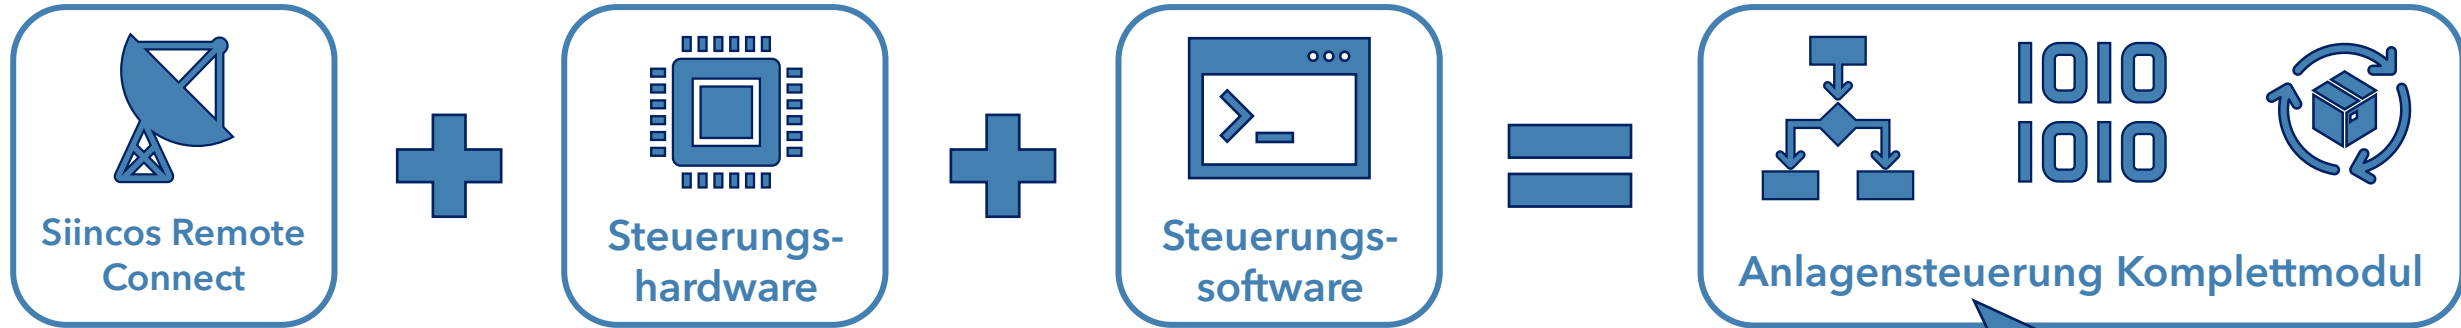 Siincos Remote
Connect
Steuerungs-
hardware
Steuerungs-
software
1010
1010
Anlagensteuerung Komplettmodul